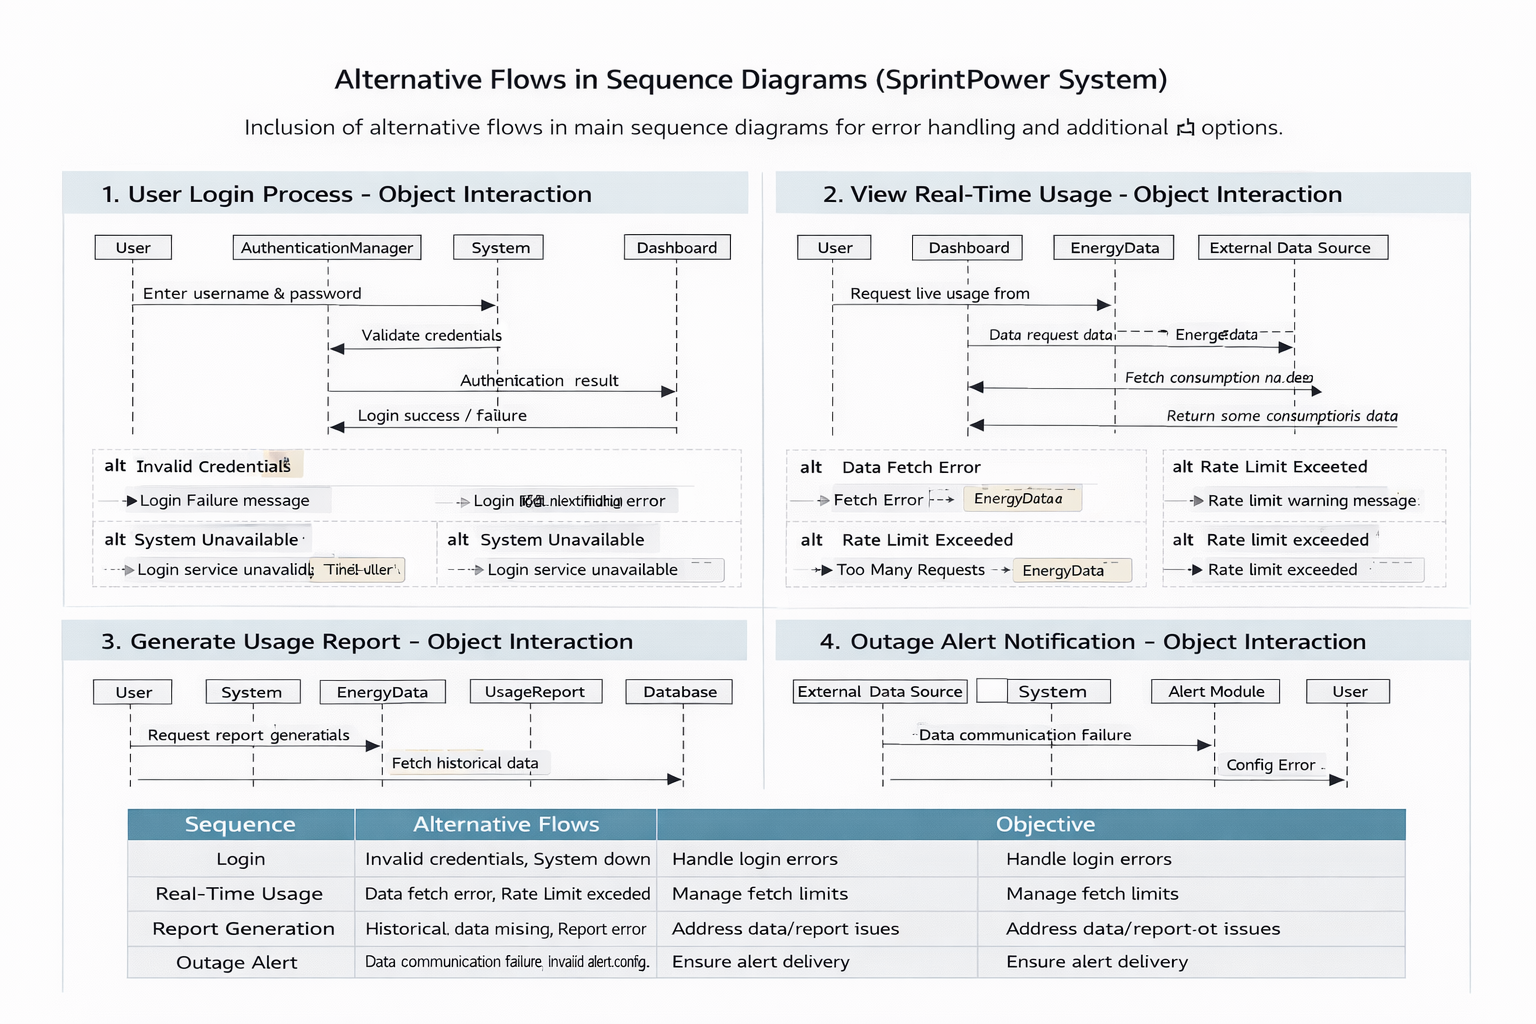 Alternative Flows in Sequence Diagrams (SprintPower System)
Inclusion of alternative flows in main sequence diagrams for error handling and additional options.
1. User Login Process - Object Interaction
User AuthenticationManager System Dashboard
Enter username & password
Validate credentials
Authentication result
Login success / failure
alt Invalid Credentials
Login Failure message
Login error
alt System Unavailable
alt System Unavailable
Login service
Login service unavailable
2. View Real-Time Usage - Object Interaction
User Dashboard EnergyData External Data Source
Request live usage from
Data request data
Fetch consumption
Return some consumptioris data
alt Data Fetch Error
alt Rate Limit Exceeted
Fetch Error EnergyDataa
Rate limit warning message
alt Rate Limit Exceeded
alt Rate limit exceeded
Too Many Requests EnergyData
Rate limit exceeded
3. Generate Usage Report – Object Interaction
User System EnergyData UsageReport Database
Request report generatials
Fetch historical data
4. Outage Alert Notification – Object Interaction
External Data Source System Alert Module User
Data communication Failure
Config Error
Sequence Alternative Flows Objective
Login Invalid credentials, System down Handle login errors Handle login errors
Real-Time Usage Data fetch error, Rate Limit exceded Manage fetch limits Manage fetch limits
Report Generation Historical. data mising, Report error Address data/report isues Address data/report-ot issues
Outage Alert Data communication failure, invalid alert.config. Ensure alert delivery Ensure alert delivery